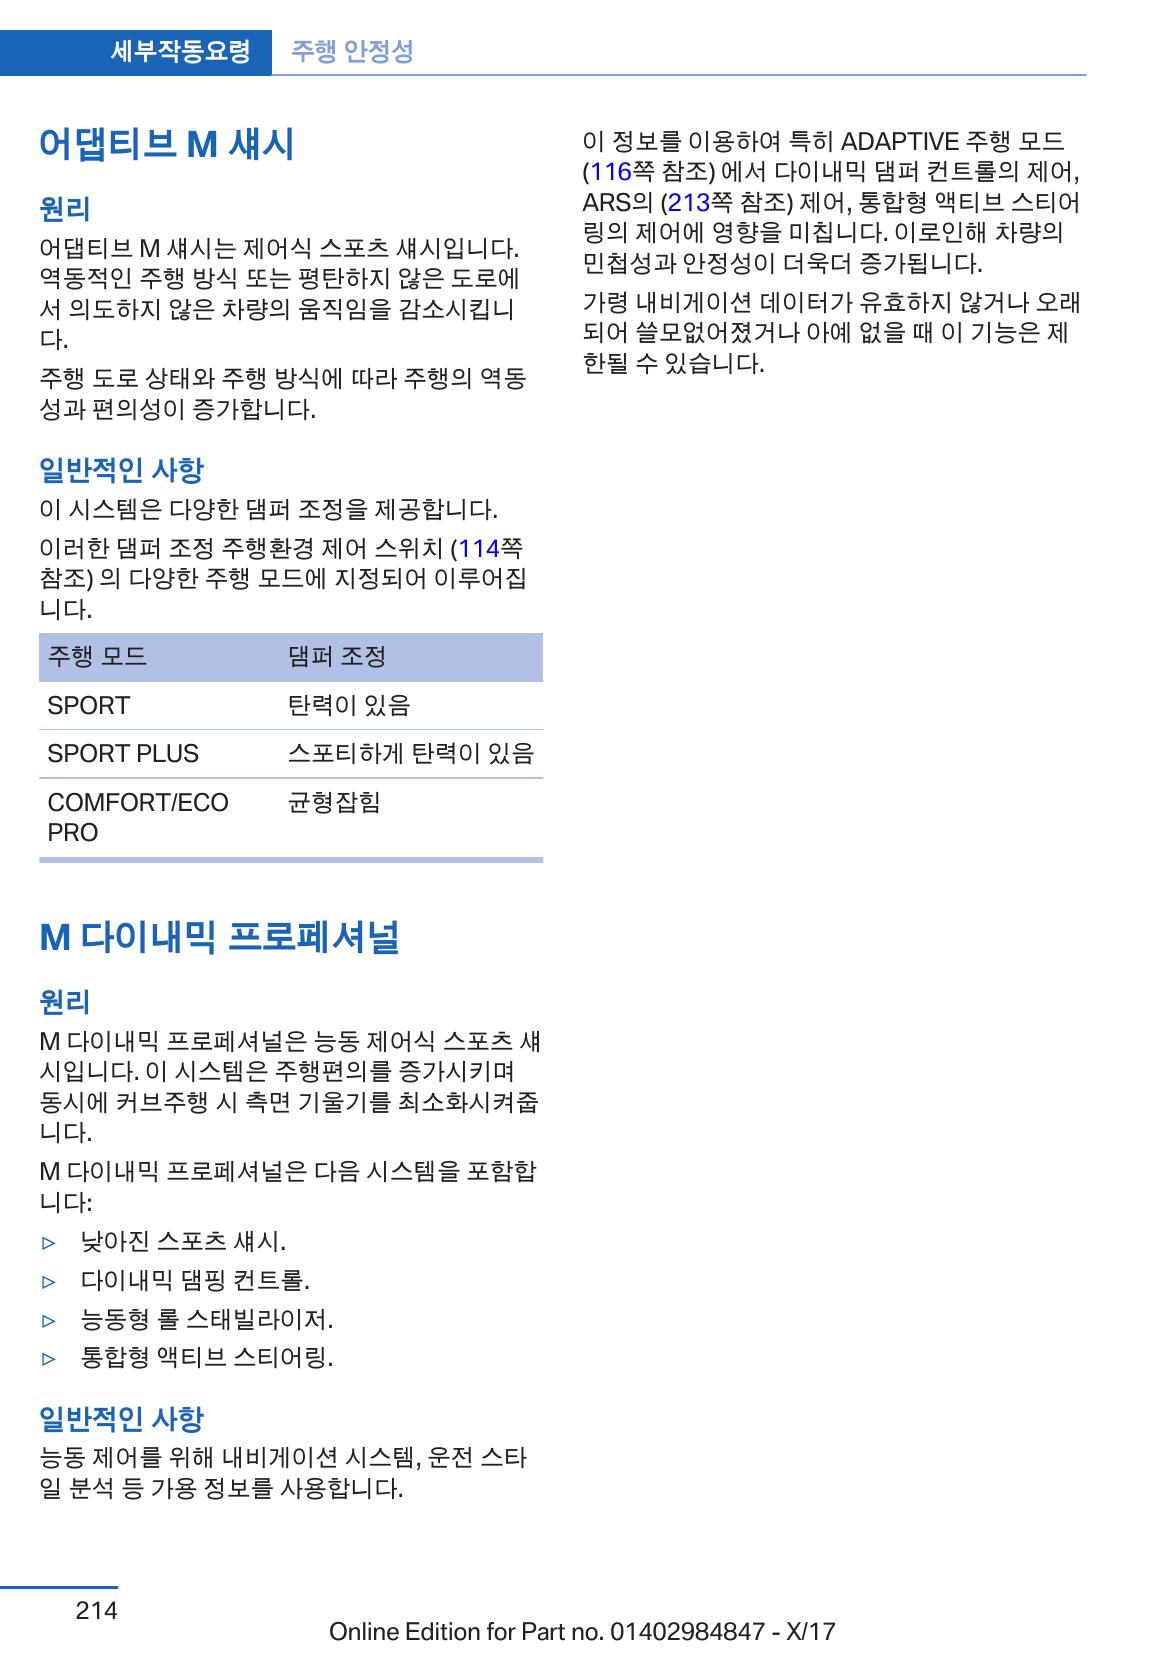 세부작동요령 주행 안정성
어댑티브 M 섀시
원리
어댑티브 M 섀시는 제어식 스포츠 섀시입니다.
역동적인 주행 방식 또는 평탄하지 않은 도로에
서 의도하지 않은 차량의 움직임을 감소시킵니
다.
주행 도로 상태와 주행 방식에 따라 주행의 역동
성과 편의성이 증가합니다.
일반적인 사항
이 시스템은 다양한 댐퍼 조정을 제공합니다.
이러한 댐퍼 조정 주행환경 제어 스위치 (114쪽
참조) 의 다양한 주행 모드에 지정되어 이루어집
니다.
주행 모드 댐퍼 조정
SPORT 탄력이 있음
SPORT PLUS 스포티하게 탄력이 있음
COMFORT/ECO 균형잡힘
PRO
M 다이내믹 프로페셔널
원리
M 다이내믹 프로페셔널은 능동 제어식 스포츠 섀
시입니다. 이 시스템은 주행편의를 증가시키며
동시에 커브주행 시 측면 기울기를 최소화시켜줍
니다.
M 다이내믹 프로페셔널은 다음 시스템을 포함합
니다:
▷ 낮아진 스포츠 섀시.
▷ 다이내믹 댐핑 컨트롤.
▷ 능동형 롤 스태빌라이저.
▷ 통합형 액티브 스티어링.
일반적인 사항
능동 제어를 위해 내비게이션 시스템, 운전 스타
일 분석 등 가용 정보를 사용합니다.
이 정보를 이용하여 특히 ADAPTIVE 주행 모드
(116쪽 참조) 에서 다이내믹 댐퍼 컨트롤의 제어,
ARS의 (213쪽 참조) 제어, 통합형 액티브 스티어
링의 제어에 영향을 미칩니다. 이로인해 차량의
민첩성과 안정성이 더욱더 증가됩니다.
가령 내비게이션 데이터가 유효하지 않거나 오래
되어 쓸모없어졌거나 아예 없을 때 이 기능은 제
한될 수 있습니다.
214
Online Edition for Part no. 01402984847 - X/17